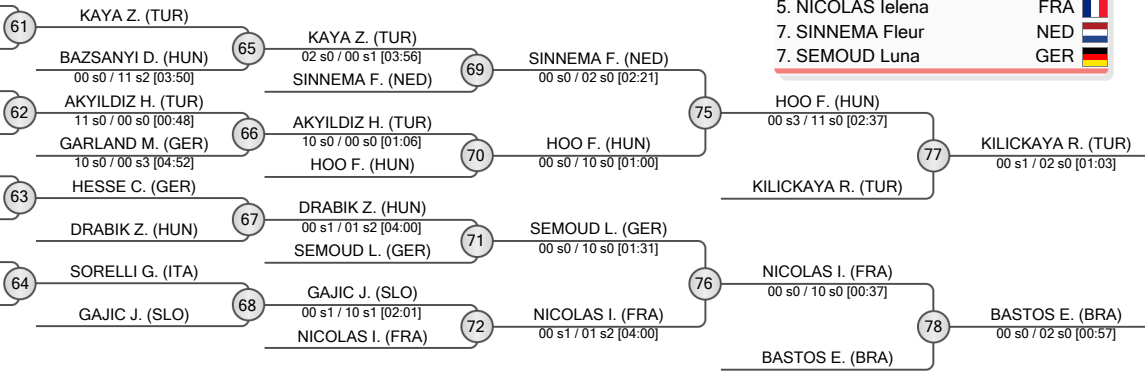 5. NICOLAS Ielena FRA
7. SINNEMA Fleur NED
7. SEMOUD Luna GER
61
KAYA Z. (TUR)
BAZSANYI D. (HUN)
62
AKYILDIZ H. (TUR)
11 s0 / 00 s0 [00:48]
GARLAND M. (GER)
10 s0 / 00 s3 [04:52]
63
HESSE C. (GER)
DRABIK Z. (HUN)
64
SORELLI G. (ITA)
GAJIC J. (SLO)
65
00 s0 / 11 s2 [03:50]
KAYA Z. (TUR)
02 s0 / 00 s1 [03:56]
SINNEMA F. (NED)
66
AKYILDIZ H. (TUR)
10 s0 / 00 s0 [01:06]
HOO F. (HUN)
67
DRABIK Z. (HUN)
00 s1 / 01 s2 [04:00]
SEMOUD L. (GER)
68
GAJIC J. (SLO)
00 s1 / 10 s1 [02:01]
NICOLAS I. (FRA)
69
SINNEMA F. (NED)
00 s0 / 02 s0 [02:21]
70
HOO F. (HUN)
00 s0 / 10 s0 [01:00]
71
SEMOUD L. (GER)
00 s0 / 10 s0 [01:31]
72
NICOLAS I. (FRA)
00 s1 / 01 s2 [04:00]
75
HOO F. (HUN)
00 s3 / 11 s0 [02:37]
KILICKAYA R. (TUR)
76
NICOLAS I. (FRA)
00 s0 / 10 s0 [00:37]
BASTOS E. (BRA)
77
KILICKAYA R. (TUR)
00 s1 / 02 s0 [01:03]
78
BASTOS E. (BRA)
00 s0 / 02 s0 [00:57]